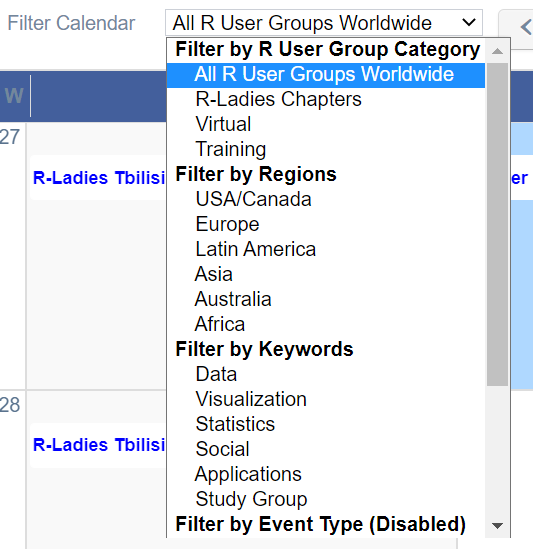 Filter Calendar
All R User Groups Worldwide
Filter by R User Group Category
All R User Groups Worldwide
R-Ladies Chapters
Virtual
Training
Filter by Regions
USA/Canada
Europe
Latin America
Asia
Australia
Africa
Filter by Keywords
Data
Visualization
Statistics
Social
Applications
Study Group
Filter by Event Type (Disabled)
W
27
R-Ladies Tbilisi
er
28
R-Ladies Tbilisi